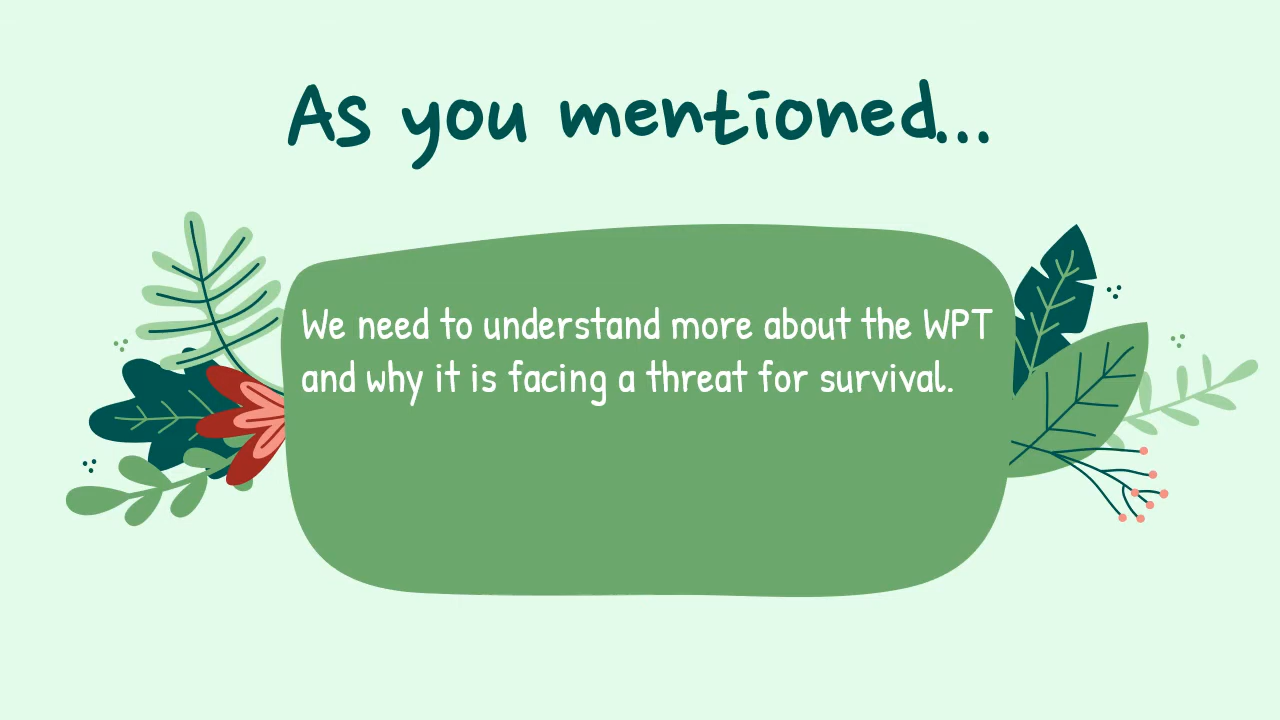 As you mentioned...
We need to understand more about the WPT
and why it is facing a threat for survival.